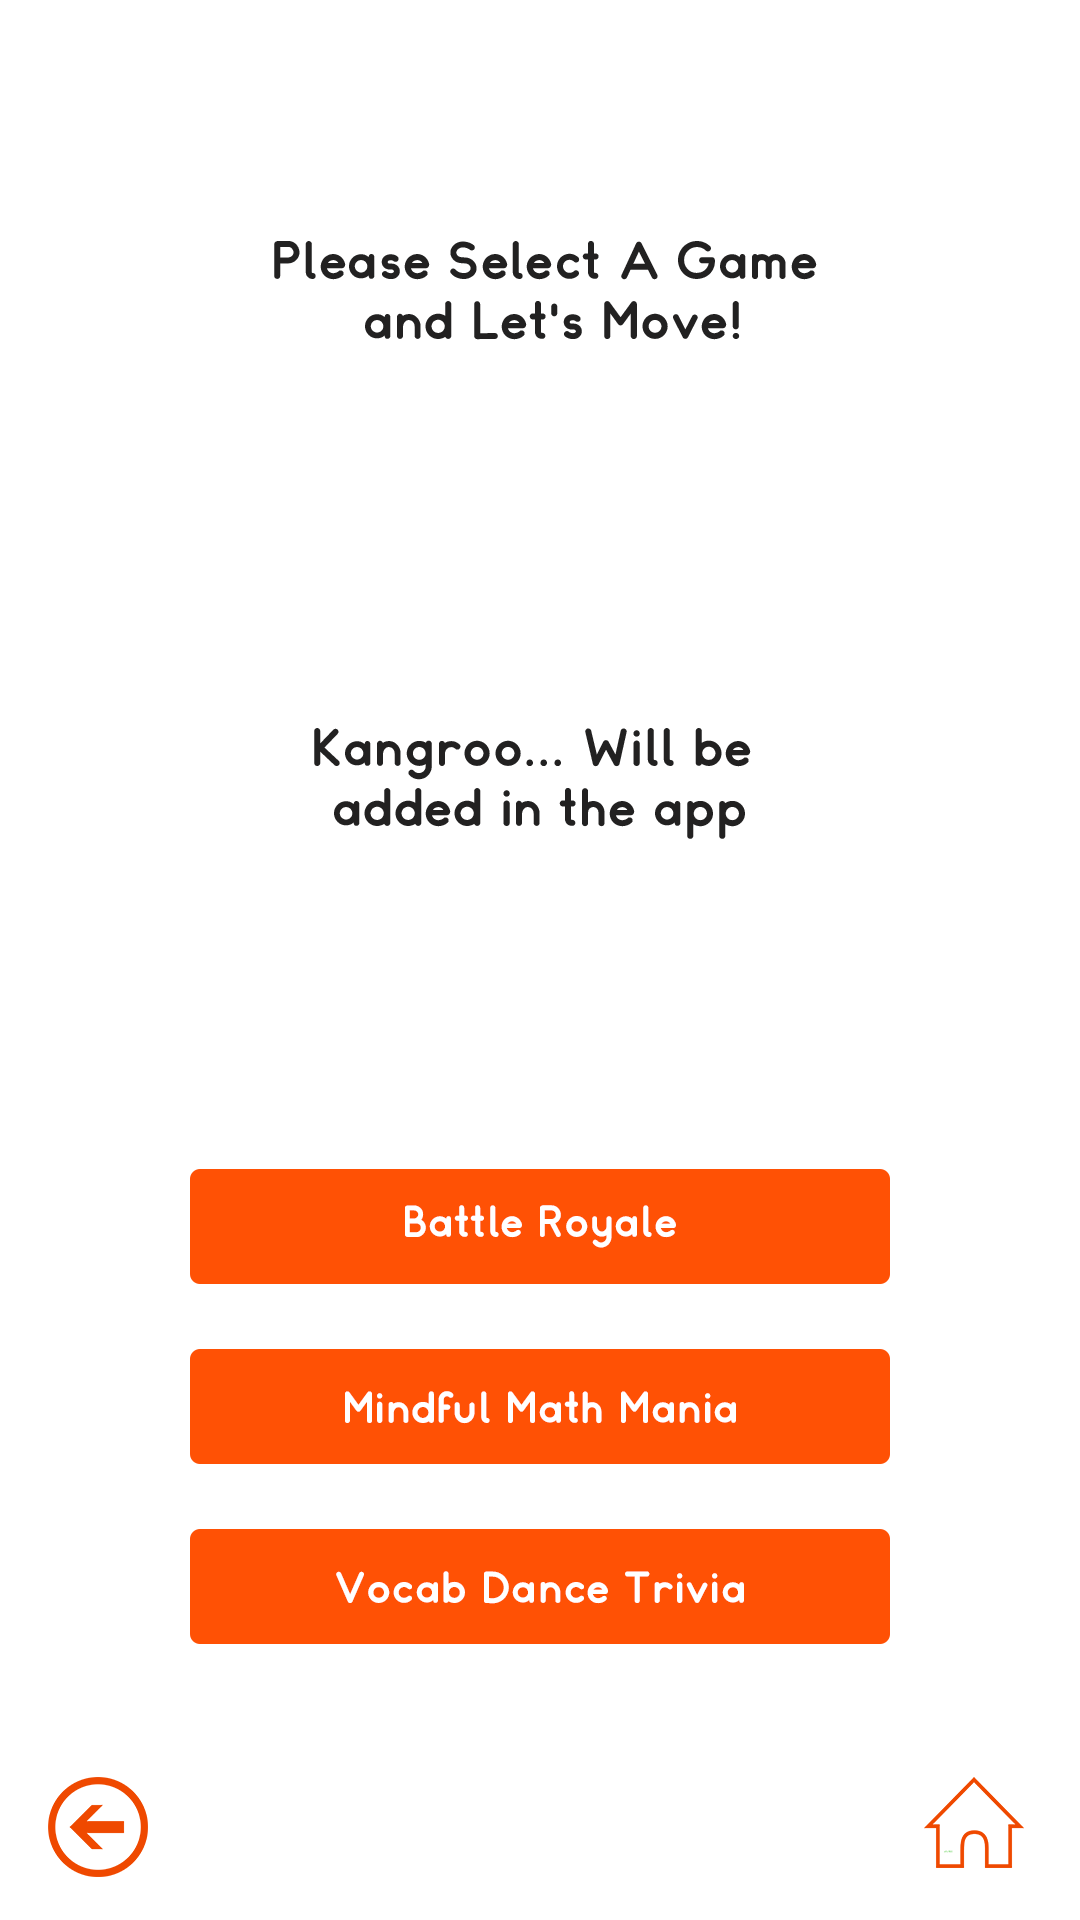 Please Select A Game
and Let's Move!
Kangroo... Will be
added in the app
Battle Royale
Mindful Math Mania
Vocab Dance Trivia